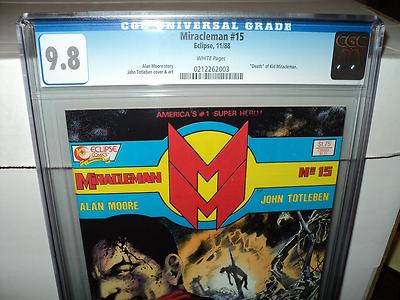 CGC UNIVERSAL GRADE
9.8
Miracleman #15
Eclipse, 11/88
WHITE Pages
Alan Moore story
John Totleben cover & art
"Death" of Kid Miracleman.
0212262003
CGC
AMERICA'S #1 SUPER HERO!
ECLIPSE
COMICS
$1.75
M
MIRACLEMAN
No 15
ALAN MOORE
JOHN TOTLEBEN